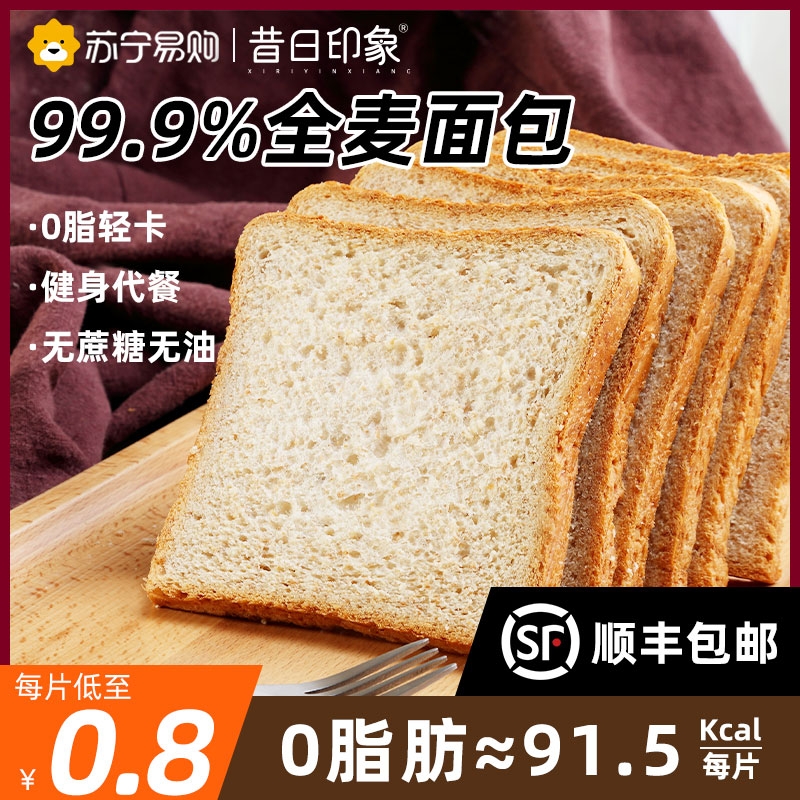 苏宁易购 | 昔日印象®
XIRIYINXIANG
99.9%全麦面包
·0脂轻卡
·健身代餐
·无蔗糖无油
SF 顺丰包邮
每片低至
¥0.8
0脂肪≈91.5 Kcal/每片